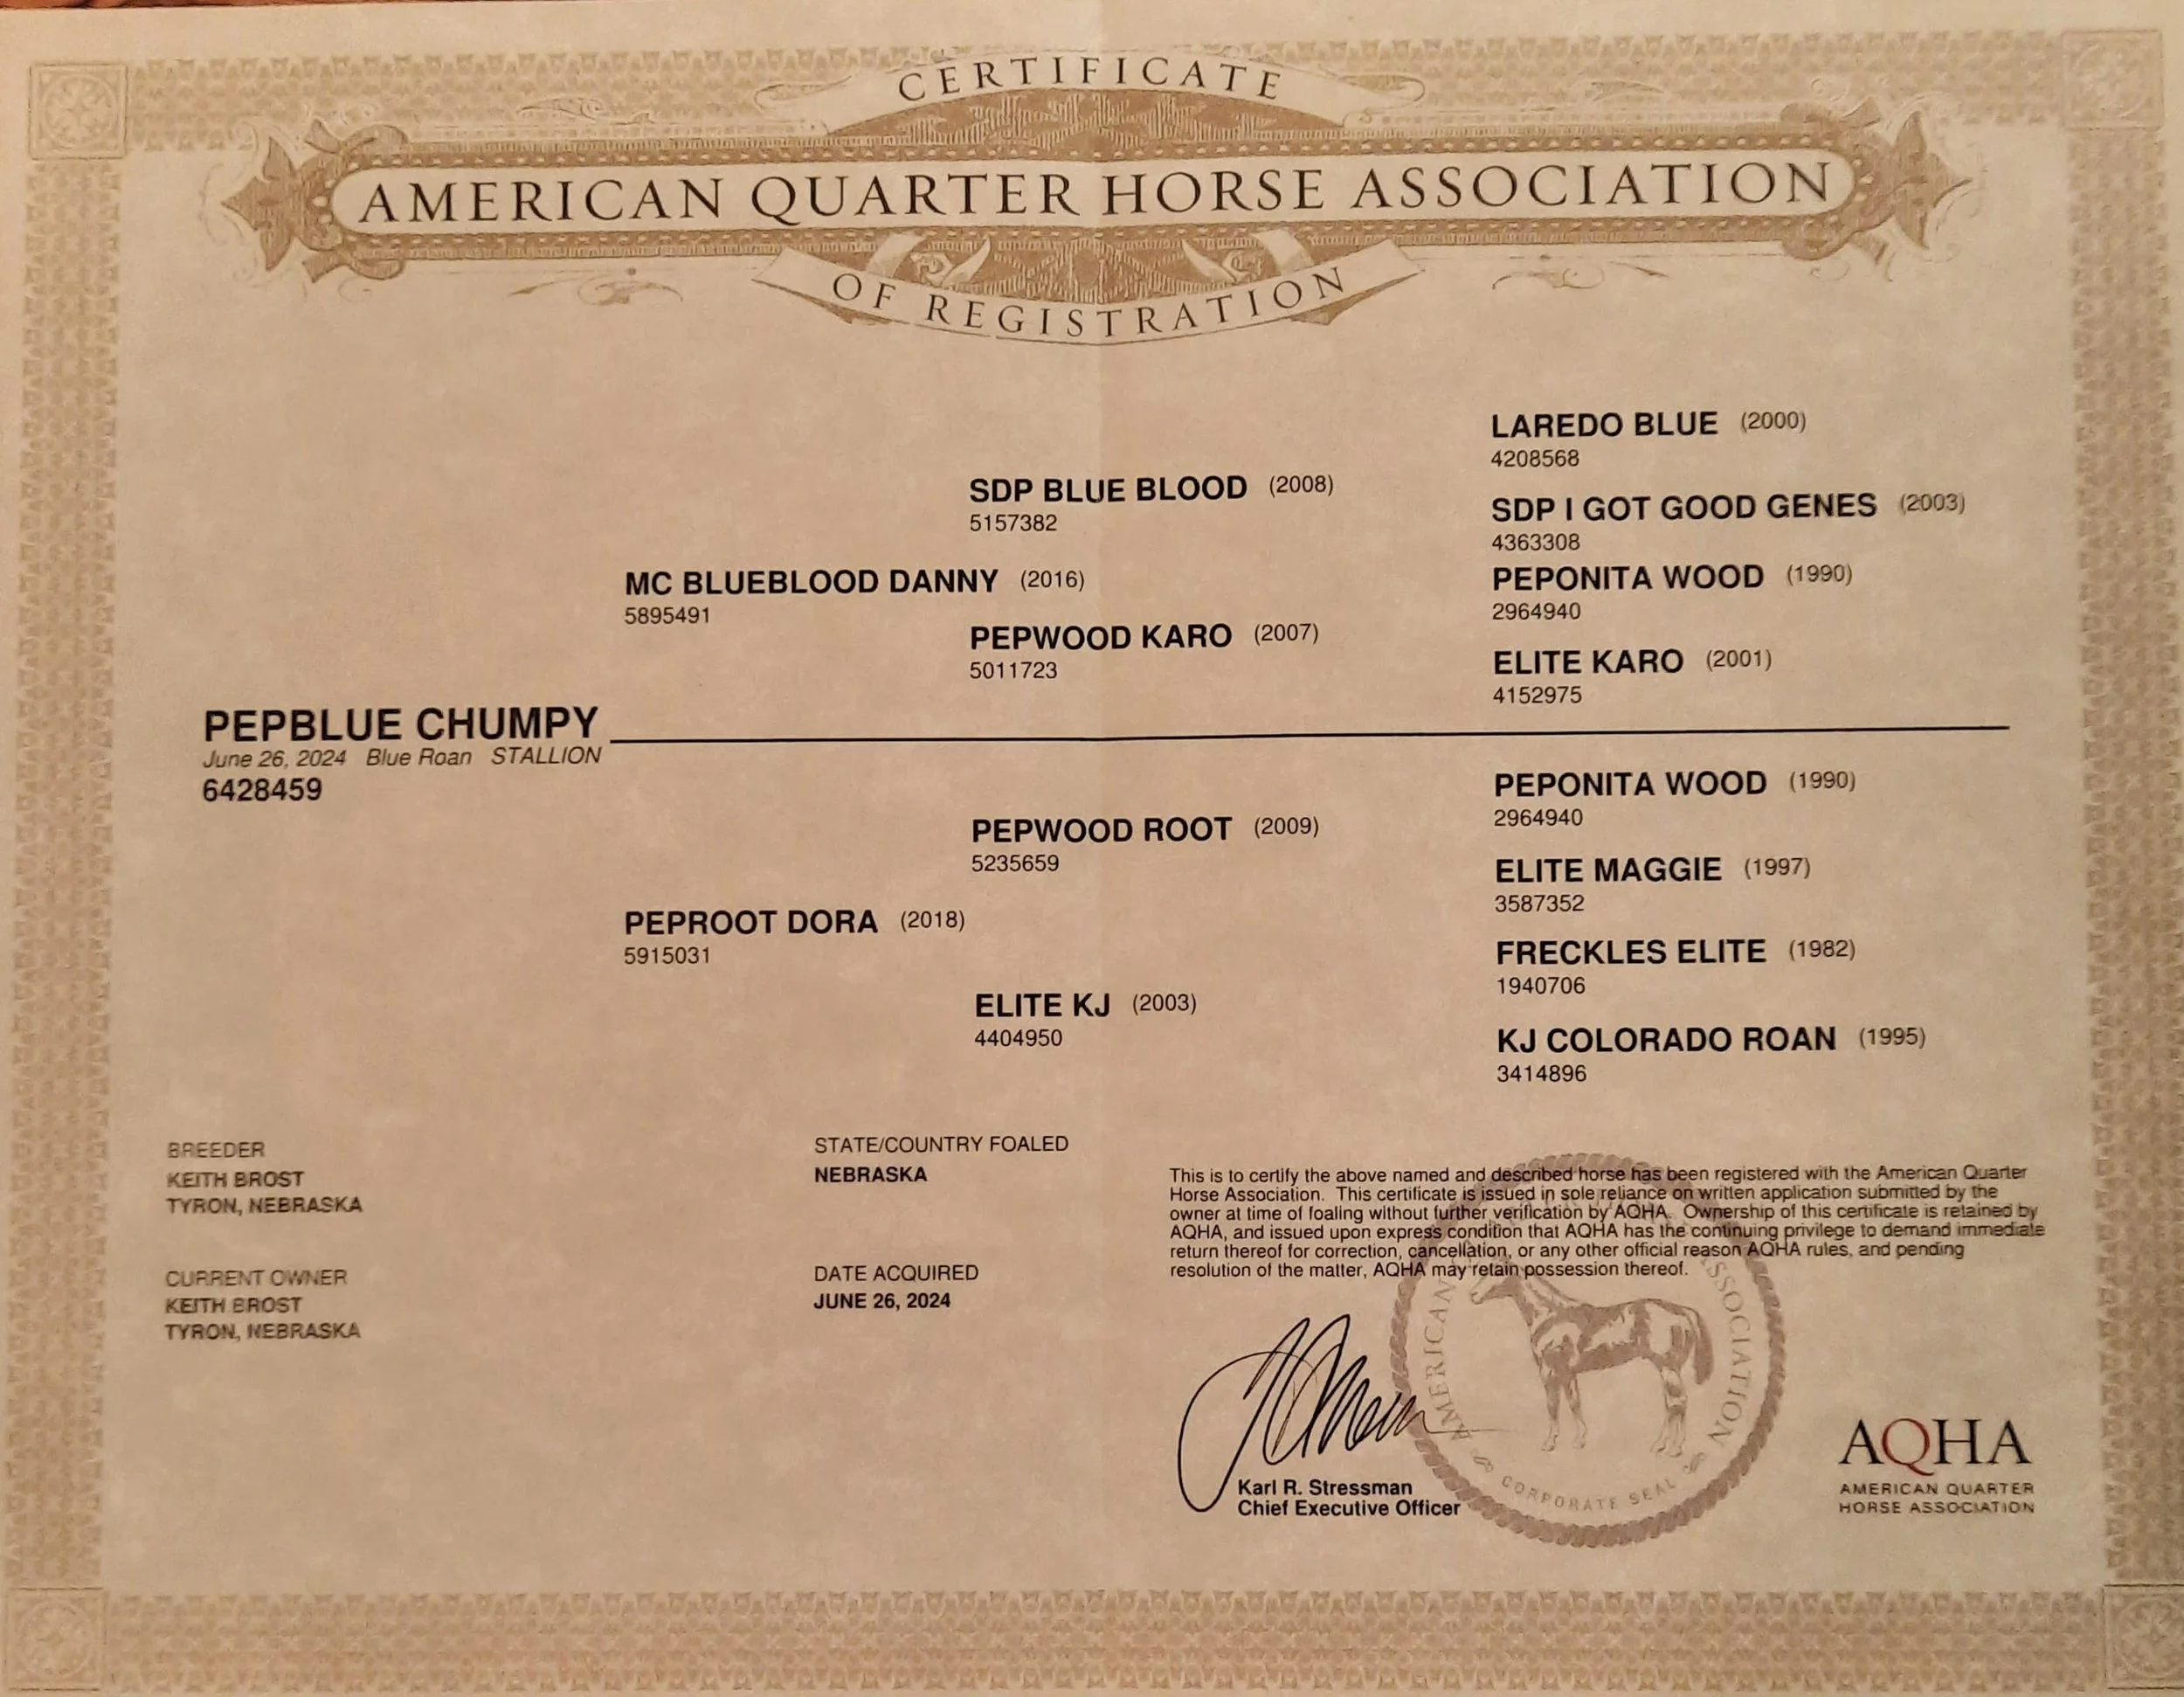 CERTIFICATE
AMERICAN QUARTER HORSE ASSOCIATION
OF REGISTRATION
LAREDO BLUE (2000)
4208568
SDP BLUE BLOOD (2008)
5157382
SDP I GOT GOOD GENES (2003)
4363308
MC BLUEBLOOD DANNY (2016)
5895491
PEPONITA WOOD (1990)
2964940
PEPWOOD KARO (2007)
5011723
ELITE KARO (2001)
4152975
PEPBLUE CHUMPY
June 26, 2024 Blue Roan STALLION
6428459
PEPONITA WOOD (1990)
2964940
PEPWOOD ROOT (2009)
5235659
ELITE MAGGIE (1997)
3587352
PEPROOT DORA (2018)
5915031
FRECKLES ELITE (1982)
1940706
ELITE KJ (2003)
4404950
KJ COLORADO ROAN (1995)
3414896
BREEDER
KEITH BROST
TYRON, NEBRASKA
STATE/COUNTRY FOALED
NEBRASKA
CURRENT OWNER
KEITH BROST
TYRON, NEBRASKA
DATE ACQUIRED
JUNE 26, 2024
This is to certify the above named and described horse has been registered with the American Quarter
Horse Association. This certificate is issued in sole reliance on written application submitted by the
owner at time of foaling without further verification by AQHA. Ownership of this certificate is retained by
AQHA, and issued upon express condition that AQHA has the continuing privilege to demand immediate
return thereof for correction, cancellation, or any other official reason AQHA rules, and pending
resolution of the matter, AQHA may retain possession thereof.
Karl R. Stressman
Chief Executive Officer
AMERICAN
ASSOCIATION
CORPORATE SEAL
AQHA
AMERICAN QUARTER
HORSE ASSOCIATION